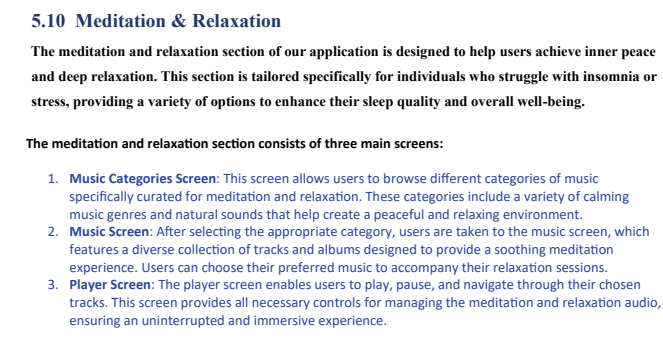 5.10 Meditation & Relaxation
The meditation and relaxation section of our application is designed to help users achieve inner peace
and deep relaxation. This section is tailored specifically for individuals who struggle with insomnia or
stress, providing a variety of options to enhance their sleep quality and overall well-being.
The meditation and relaxation section consists of three main screens:
1. Music Categories Screen: This screen allows users to browse different categories of music
specifically curated for meditation and relaxation. These categories include a variety of calming
music genres and natural sounds that help create a peaceful and relaxing environment.
2. Music Screen: After selecting the appropriate category, users are taken to the music screen, which
features a diverse collection of tracks and albums designed to provide a soothing meditation
experience. Users can choose their preferred music to accompany their relaxation sessions.
3. Player Screen: The player screen enables users to play, pause, and navigate through their chosen
tracks. This screen provides all necessary controls for managing the meditation and relaxation audio,
ensuring an uninterrupted and immersive experience.